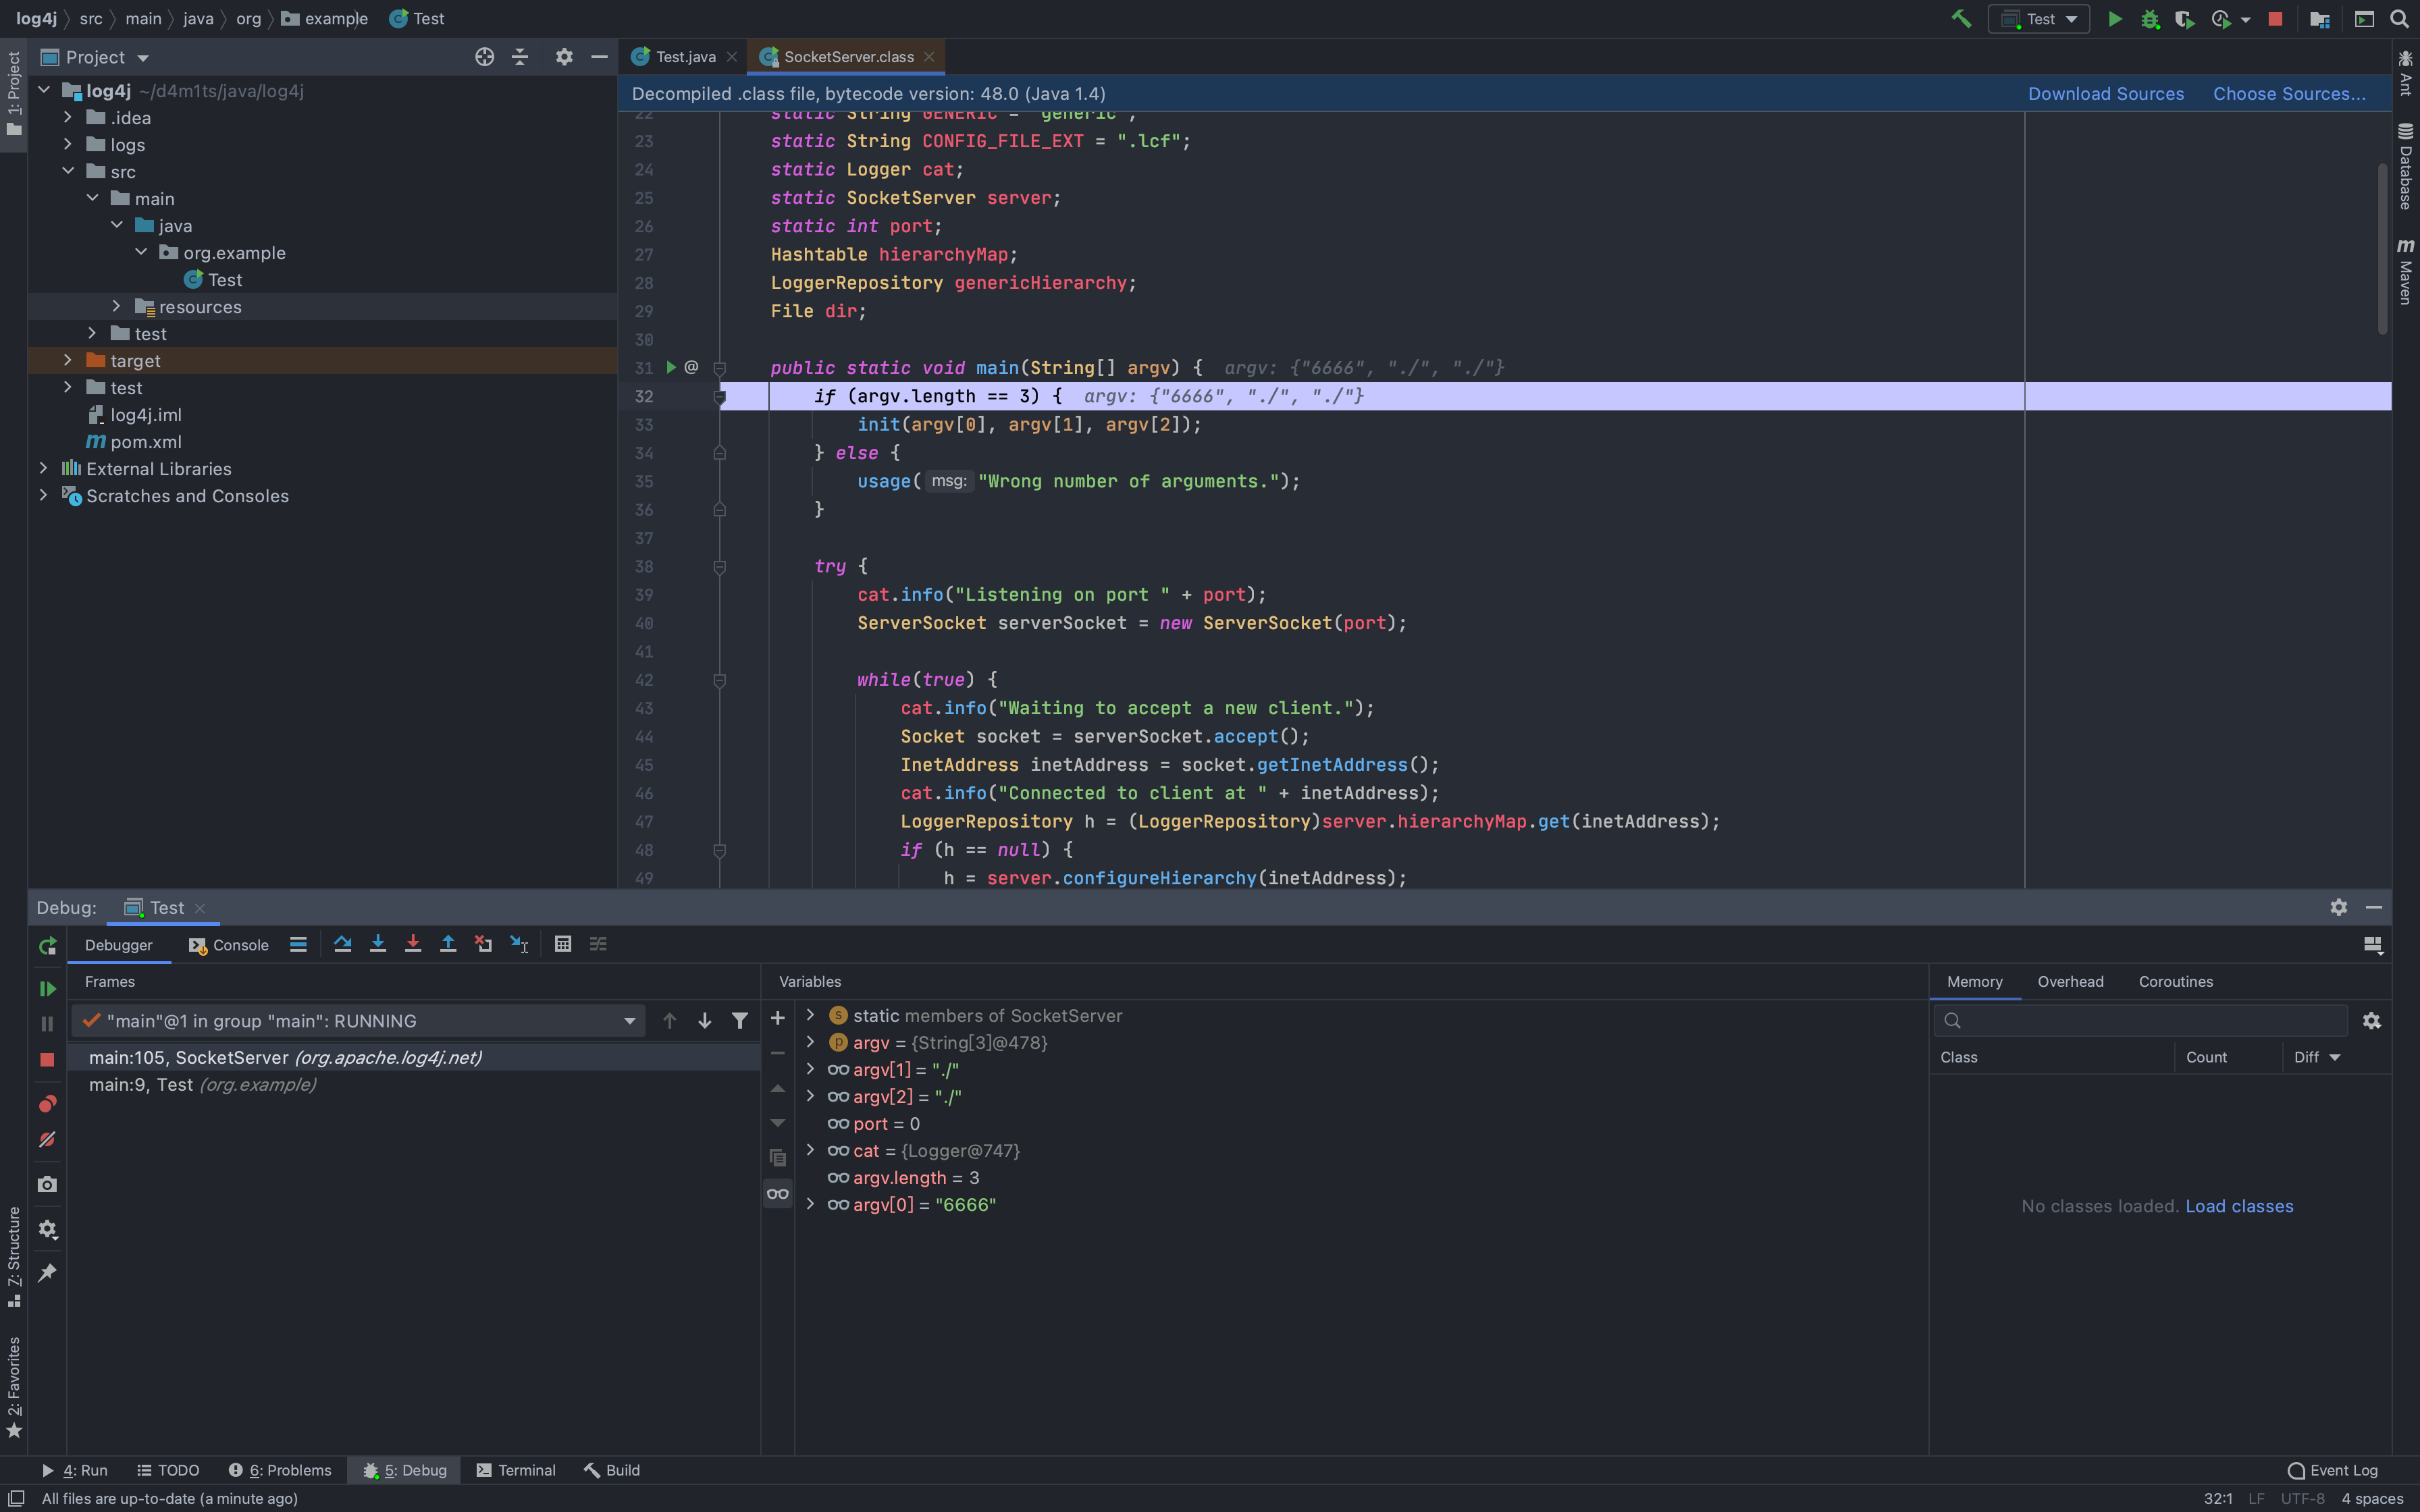 log4j src main java org example Test
Test
Project
Test.java
SocketServer.class
1: Project
log4j ~/d4m1ts/java/log4j
.idea
logs
src
main
java
org.example
Test
resources
test
target
test
log4j.iml
pom.xml
External Libraries
Scratches and Consoles
Decompiled .class file, bytecode version: 48.0 (Java 1.4)
Download Sources
Choose Sources...
22 static String GENERIC = "generic";
23 static String CONFIG_FILE_EXT = ".lcf";
24 static Logger cat;
25 static SocketServer server;
26 static int port;
27 Hashtable hierarchyMap;
28 LoggerRepository genericHierarchy;
29 File dir;
30
31 @ public static void main(String[] argv) { argv: {"6666", "./", "./"}
32 if (argv.length == 3) { argv: {"6666", "./", "./"}
33 init(argv[0], argv[1], argv[2]);
34 } else {
35 usage( msg: "Wrong number of arguments.");
36 }
37
38 try {
39 cat.info("Listening on port " + port);
40 ServerSocket serverSocket = new ServerSocket(port);
41
42 while(true) {
43 cat.info("Waiting to accept a new client.");
44 Socket socket = serverSocket.accept();
45 InetAddress inetAddress = socket.getInetAddress();
46 cat.info("Connected to client at " + inetAddress);
47 LoggerRepository h = (LoggerRepository)server.hierarchyMap.get(inetAddress);
48 if (h == null) {
49 h = server.configureHierarchy(inetAddress);
Ant
Database
m Maven
Debug: Test
Debugger
Console
Frames
"main"@1 in group "main": RUNNING
main:105, SocketServer (org.apache.log4j.net)
main:9, Test (org.example)
Variables
static members of SocketServer
argv = {String[3]@478}
argv[1] = "./"
argv[2] = "./"
port = 0
cat = {Logger@747}
argv.length = 3
argv[0] = "6666"
Memory
Overhead
Coroutines
Class
Count
Diff
No classes loaded. Load classes
7: Structure
2: Favorites
4: Run
TODO
6: Problems
5: Debug
Terminal
Build
Event Log
All files are up-to-date (a minute ago)
32:1 LF UTF-8 4 spaces